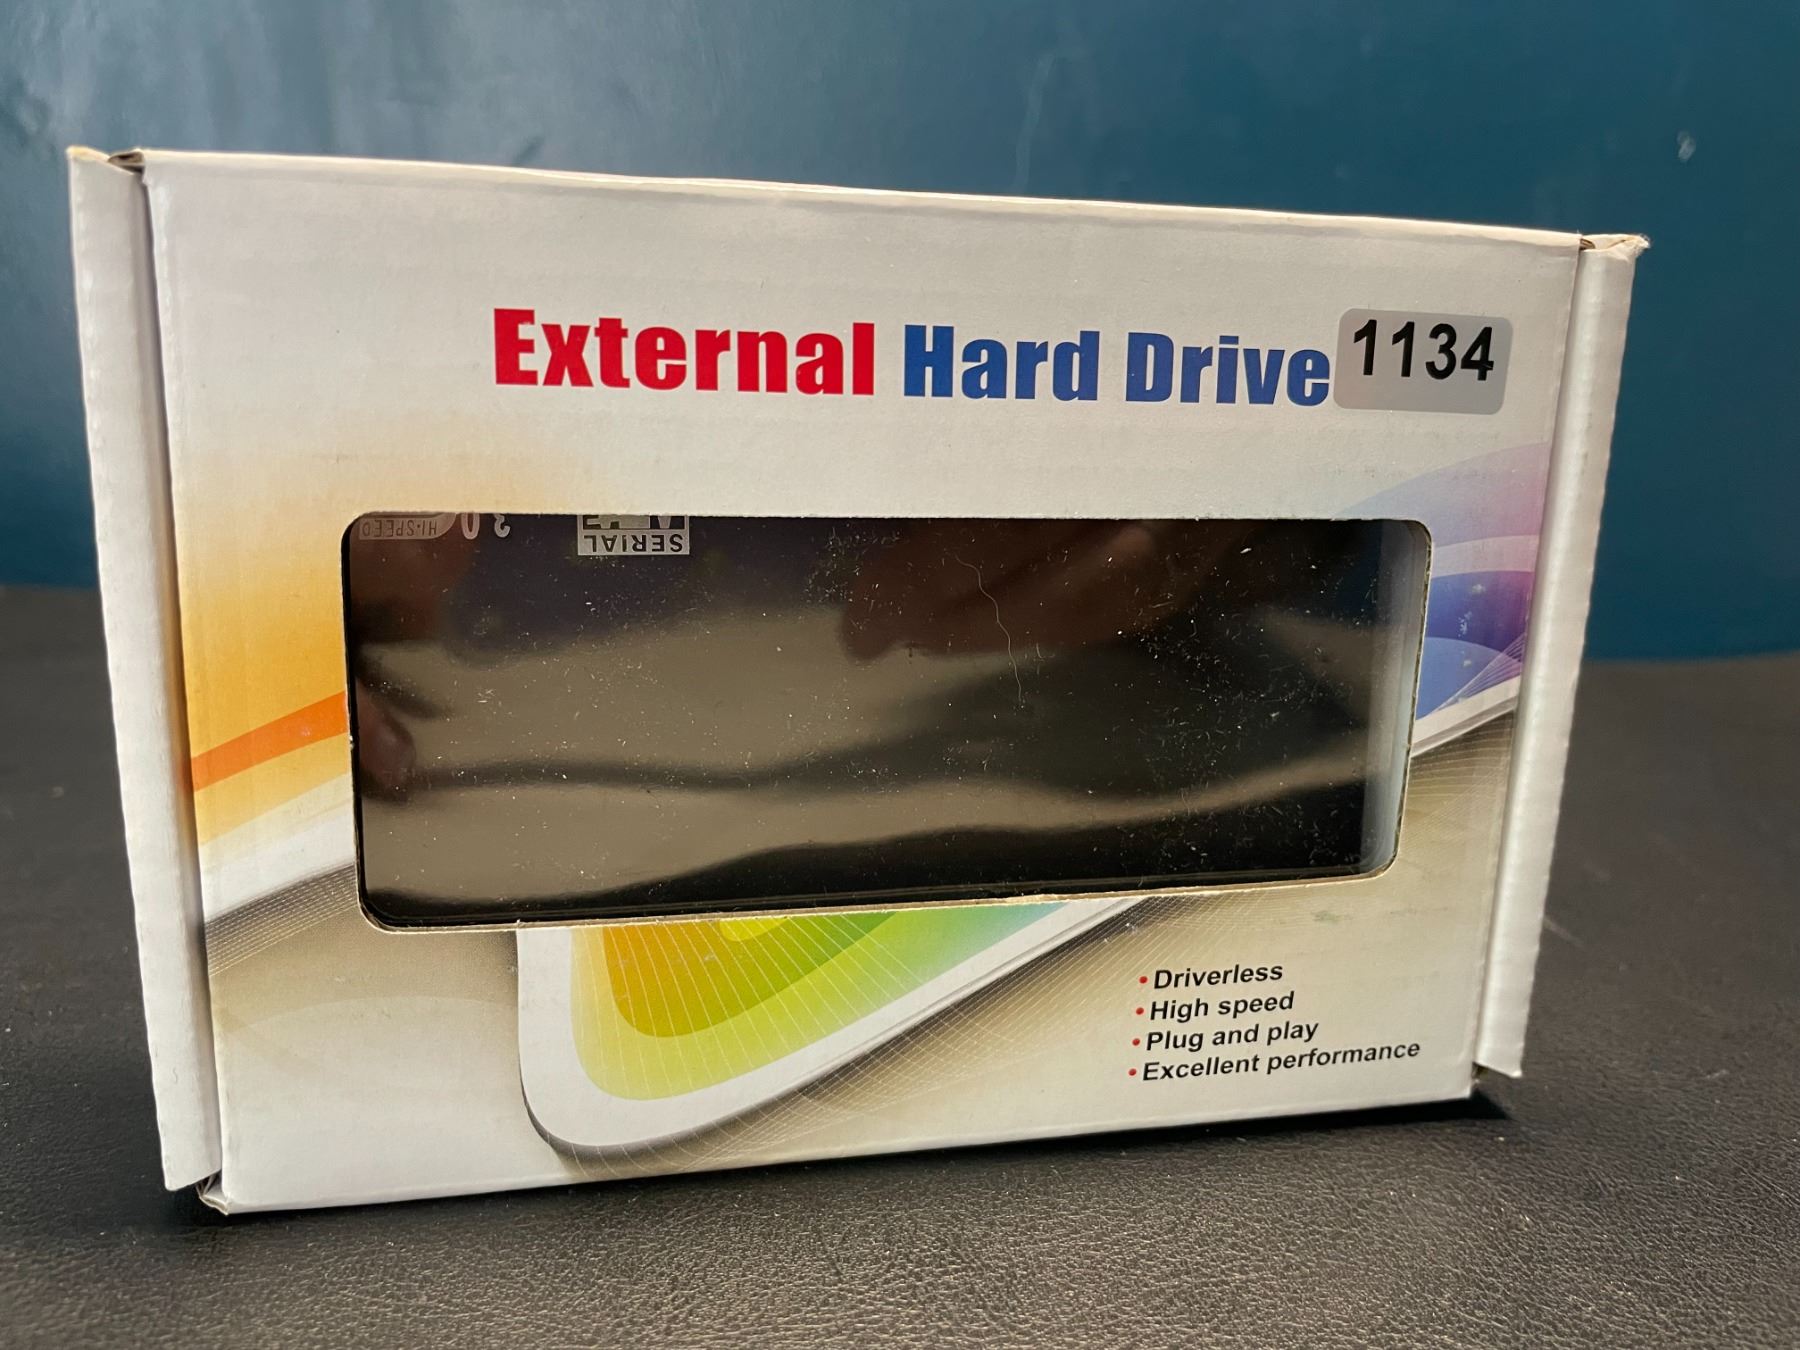 External Hard Drive 1134
HI-SPEED 3.0
SERIAL
• Driverless
• High speed
• Plug and play
• Excellent performance